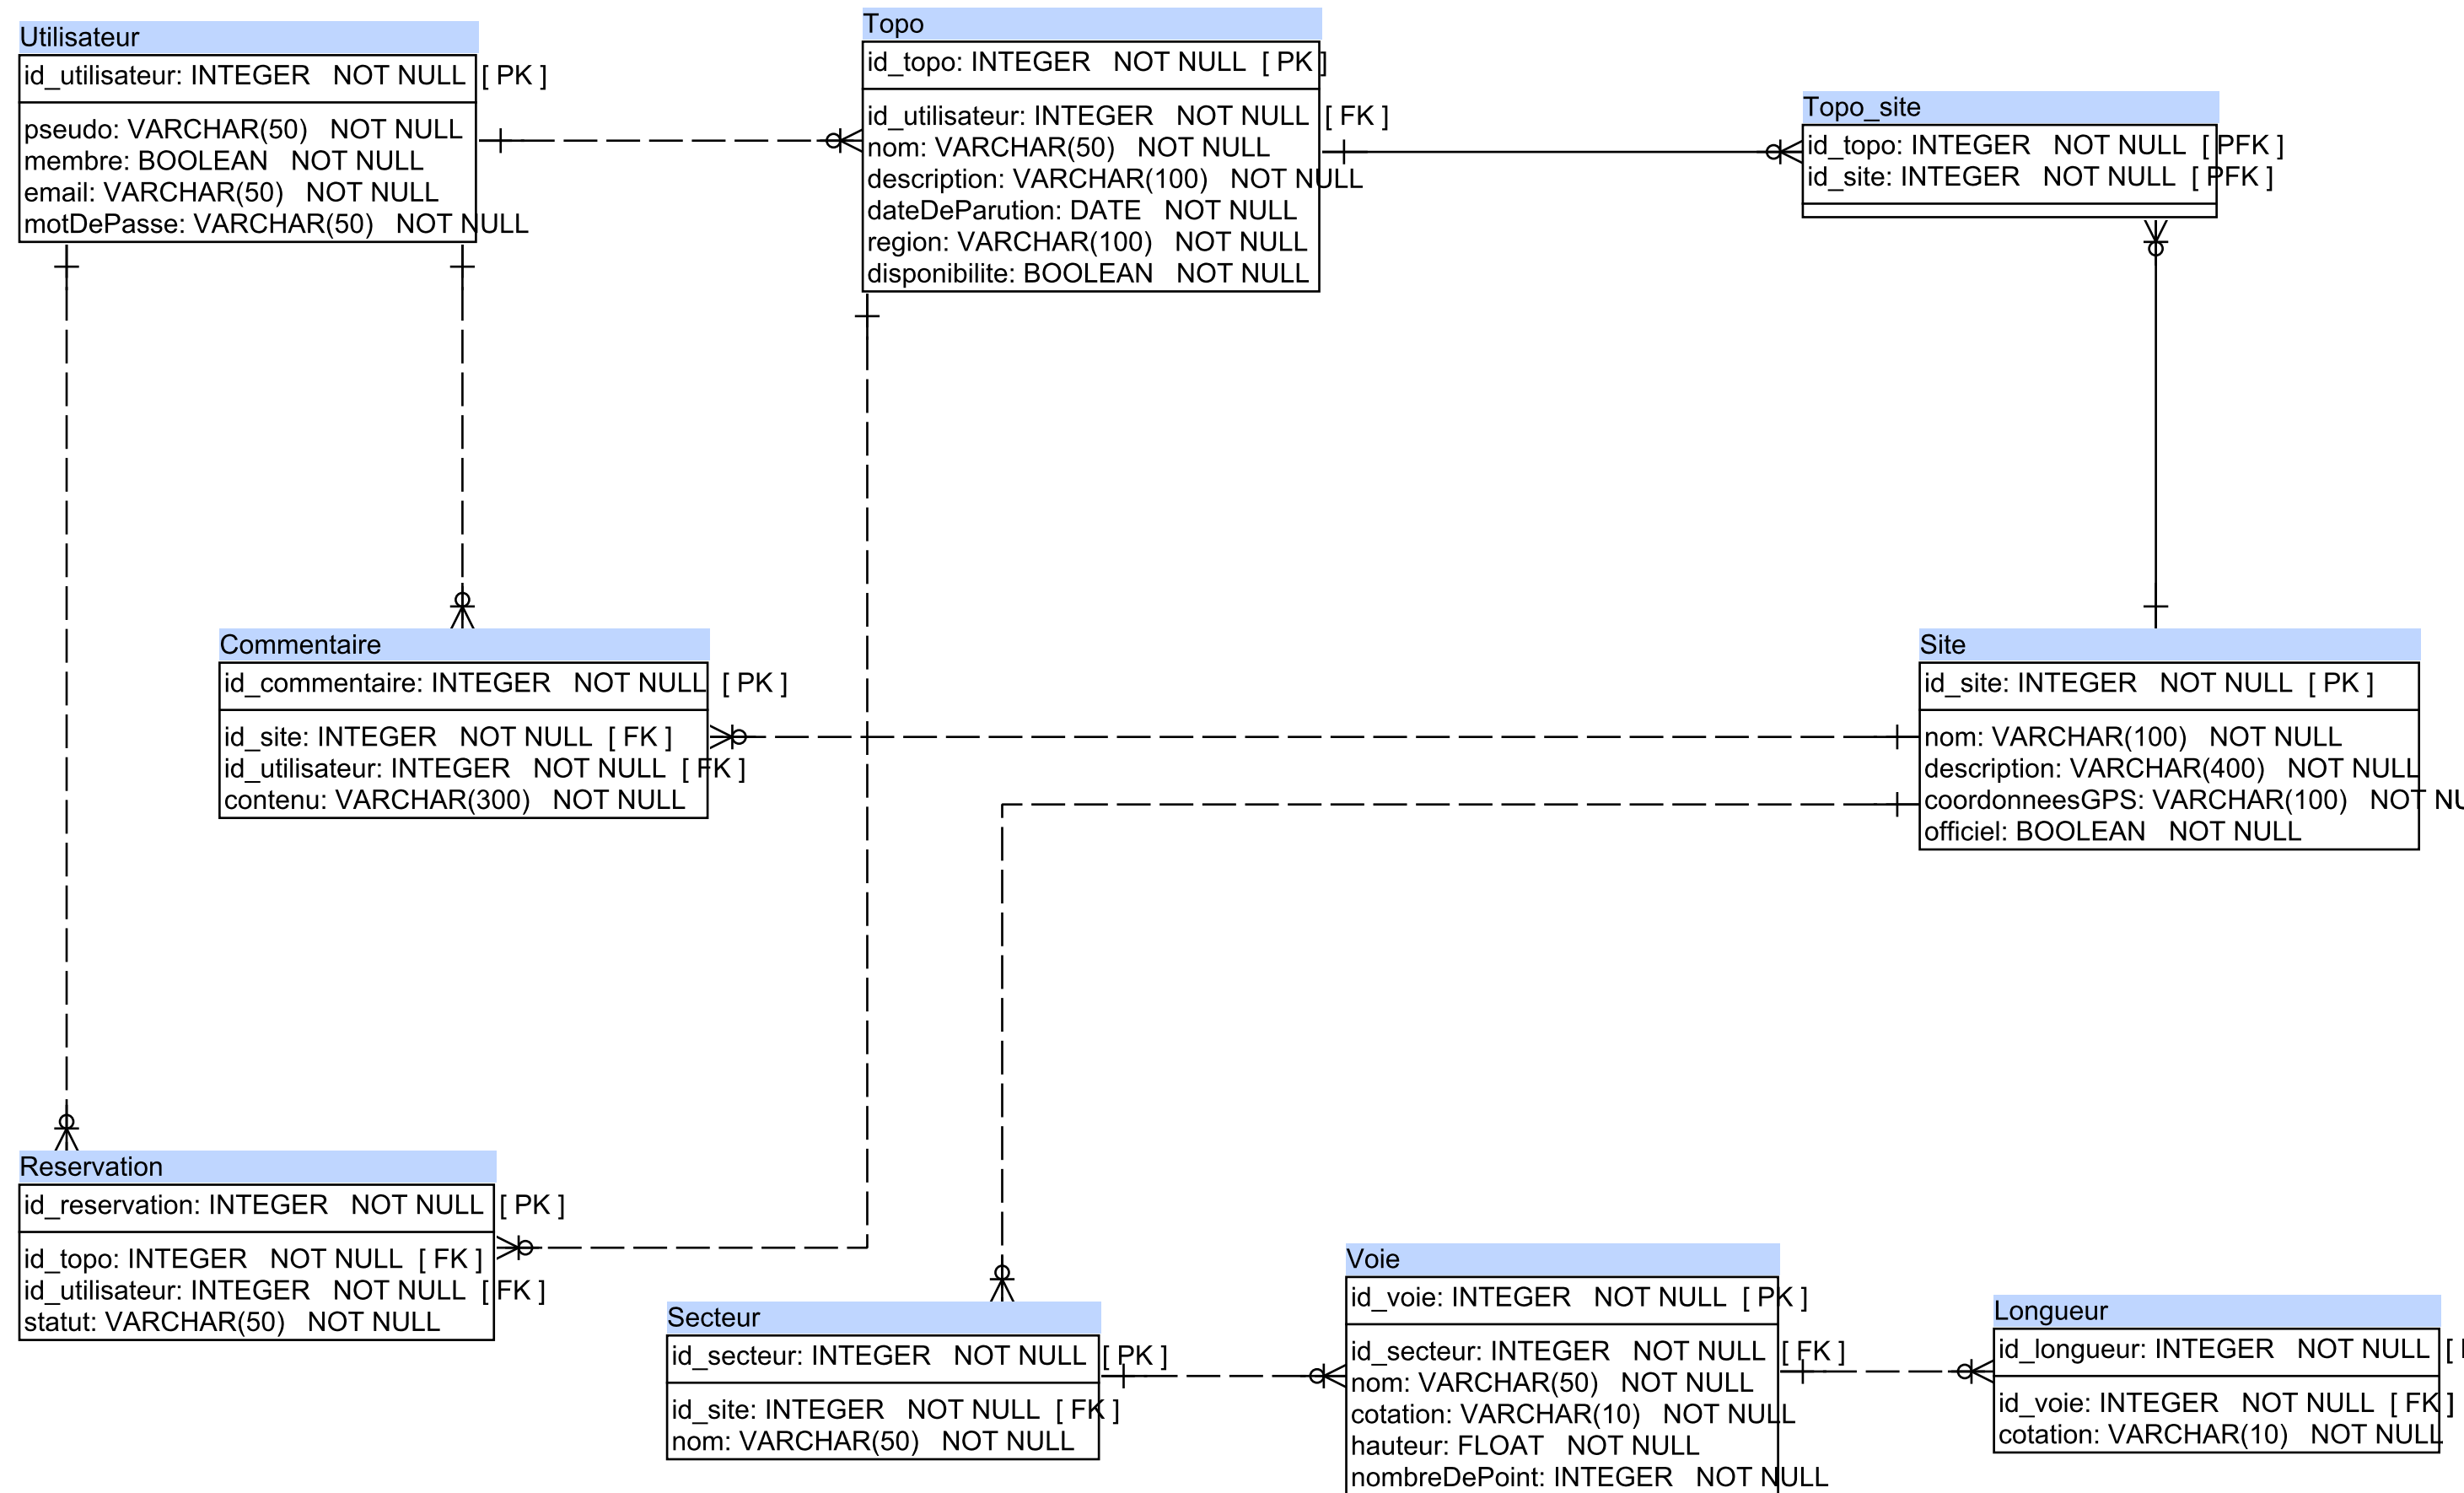 Utilisateur
id_utilisateur: INTEGER NOT NULL [ PK ]
pseudo: VARCHAR(50) NOT NULL
membre: BOOLEAN NOT NULL
email: VARCHAR(50) NOT NULL
motDePasse: VARCHAR(50) NOT NULL
Topo
id_topo: INTEGER NOT NULL [ PK ]
id_utilisateur: INTEGER NOT NULL [ FK ]
nom: VARCHAR(50) NOT NULL
description: VARCHAR(100) NOT NULL
dateDeParution: DATE NOT NULL
region: VARCHAR(100) NOT NULL
disponibilite: BOOLEAN NOT NULL
Topo_site
id_topo: INTEGER NOT NULL [ PFK ]
id_site: INTEGER NOT NULL [ PFK ]
Commentaire
id_commentaire: INTEGER NOT NULL [ PK ]
id_site: INTEGER NOT NULL [ FK ]
id_utilisateur: INTEGER NOT NULL [ FK ]
contenu: VARCHAR(300) NOT NULL
Site
id_site: INTEGER NOT NULL [ PK ]
nom: VARCHAR(100) NOT NULL
description: VARCHAR(400) NOT NULL
coordonneesGPS: VARCHAR(100) NOT
officiel: BOOLEAN NOT NULL
Reservation
id_reservation: INTEGER NOT NULL [ PK ]
id_topo: INTEGER NOT NULL [ FK ]
id_utilisateur: INTEGER NOT NULL [ FK ]
statut: VARCHAR(50) NOT NULL
Secteur
id_secteur: INTEGER NOT NULL [ PK ]
id_site: INTEGER NOT NULL [ FK ]
nom: VARCHAR(50) NOT NULL
Voie
id_voie: INTEGER NOT NULL [ PK ]
id_secteur: INTEGER NOT NULL [ FK ]
nom: VARCHAR(50) NOT NULL
cotation: VARCHAR(10) NOT NULL
hauteur: FLOAT NOT NULL
nombreDePoint: INTEGER NOT NULL
Longueur
id_longueur: INTEGER NOT NULL [
id_voie: INTEGER NOT NULL [ FK ]
cotation: VARCHAR(10) NOT NULL